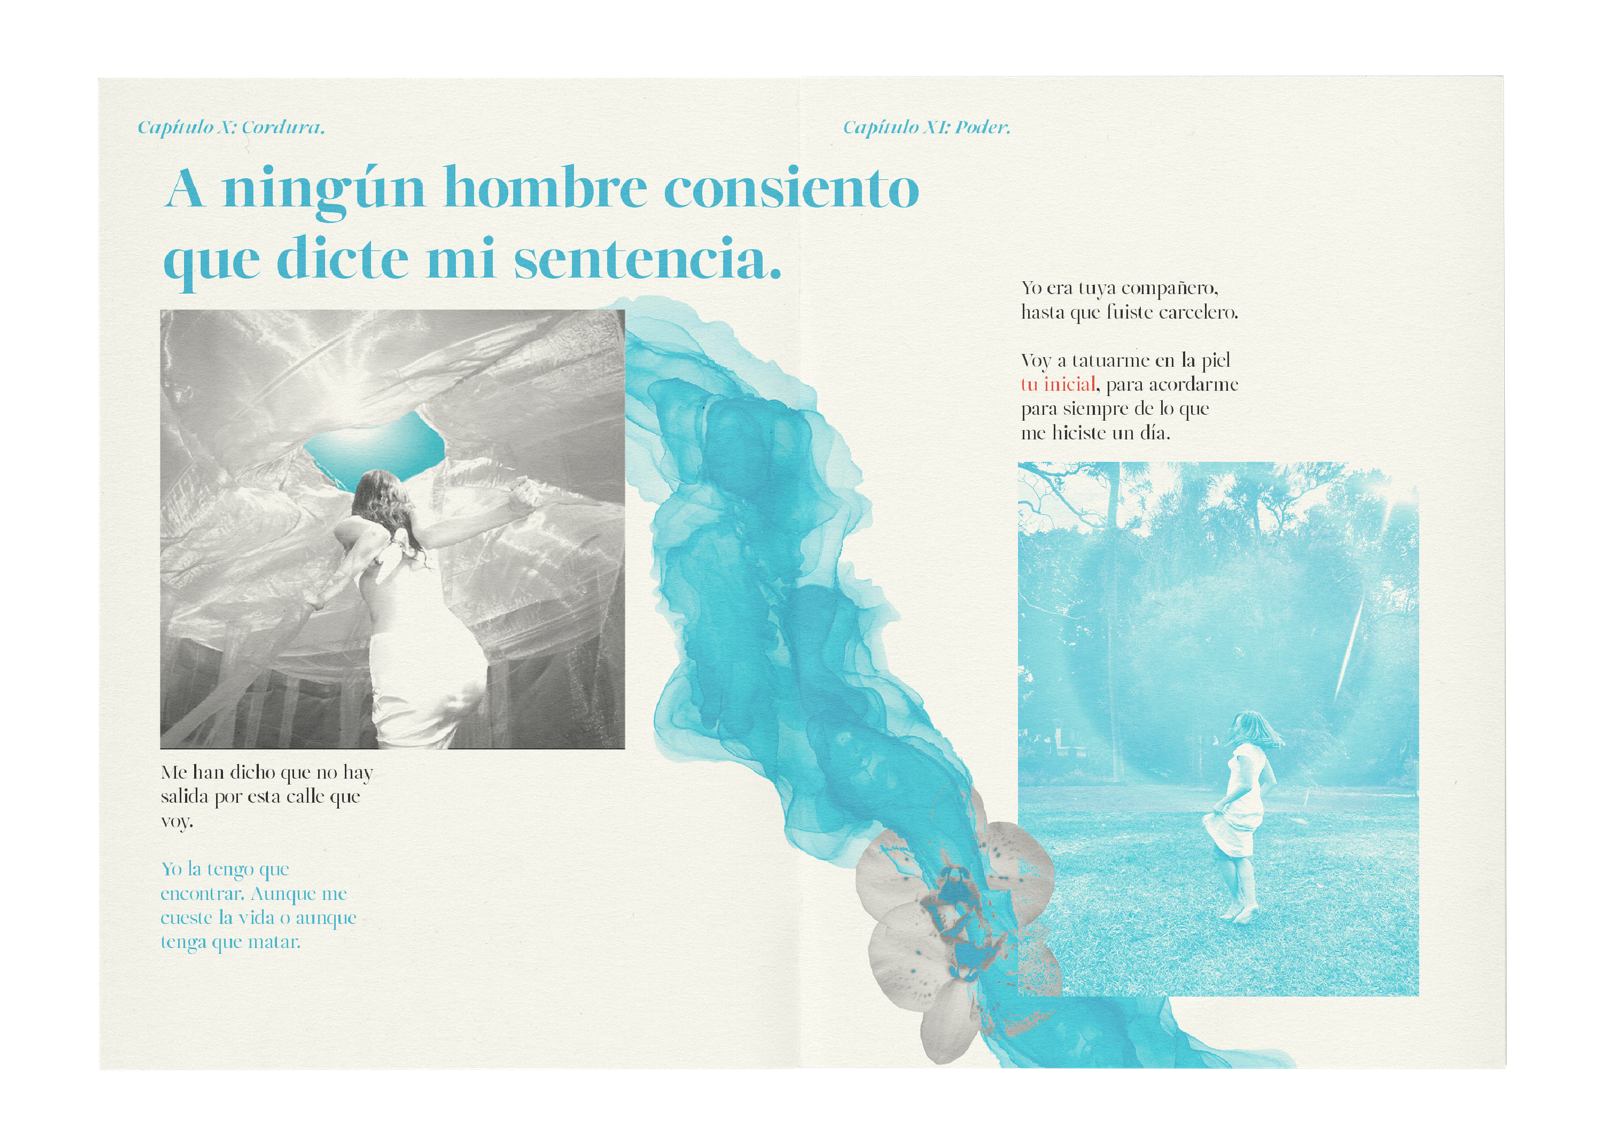 Capítulo X: Cordura.
Capítulo XI: Poder.
A ningún hombre consiento
que dicte mi sentencia.
Me han dicho que no hay
salida por esta calle que
voy.
Yo la tengo que
encontrar. Aunque me
cueste la vida o aunque
tenga que matar.
Yo era tuya compañero,
hasta que fuiste carcelero.
Voy a tatuarme en la piel
tu inicial, para acordarme
para siempre de lo que
me hiciste un día.